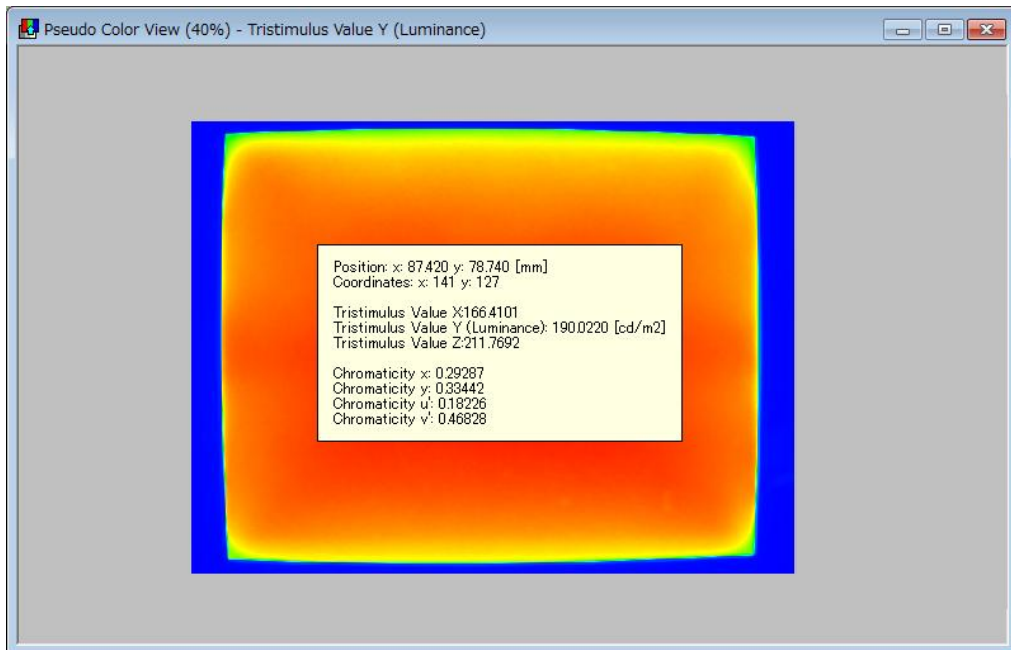 Pseudo Color View (40%) - Tristimulus Value Y (Luminance)
Position: x: 87.420 y: 78.740 [mm]
Coordinates: x: 141 y: 127
Tristimulus Value X:166.4101
Tristimulus Value Y (Luminance): 190.0220 [cd/m2]
Tristimulus Value Z:211.7692
Chromaticity x: 0.29287
Chromaticity y: 0.33442
Chromaticity u': 0.18226
Chromaticity v': 0.46828